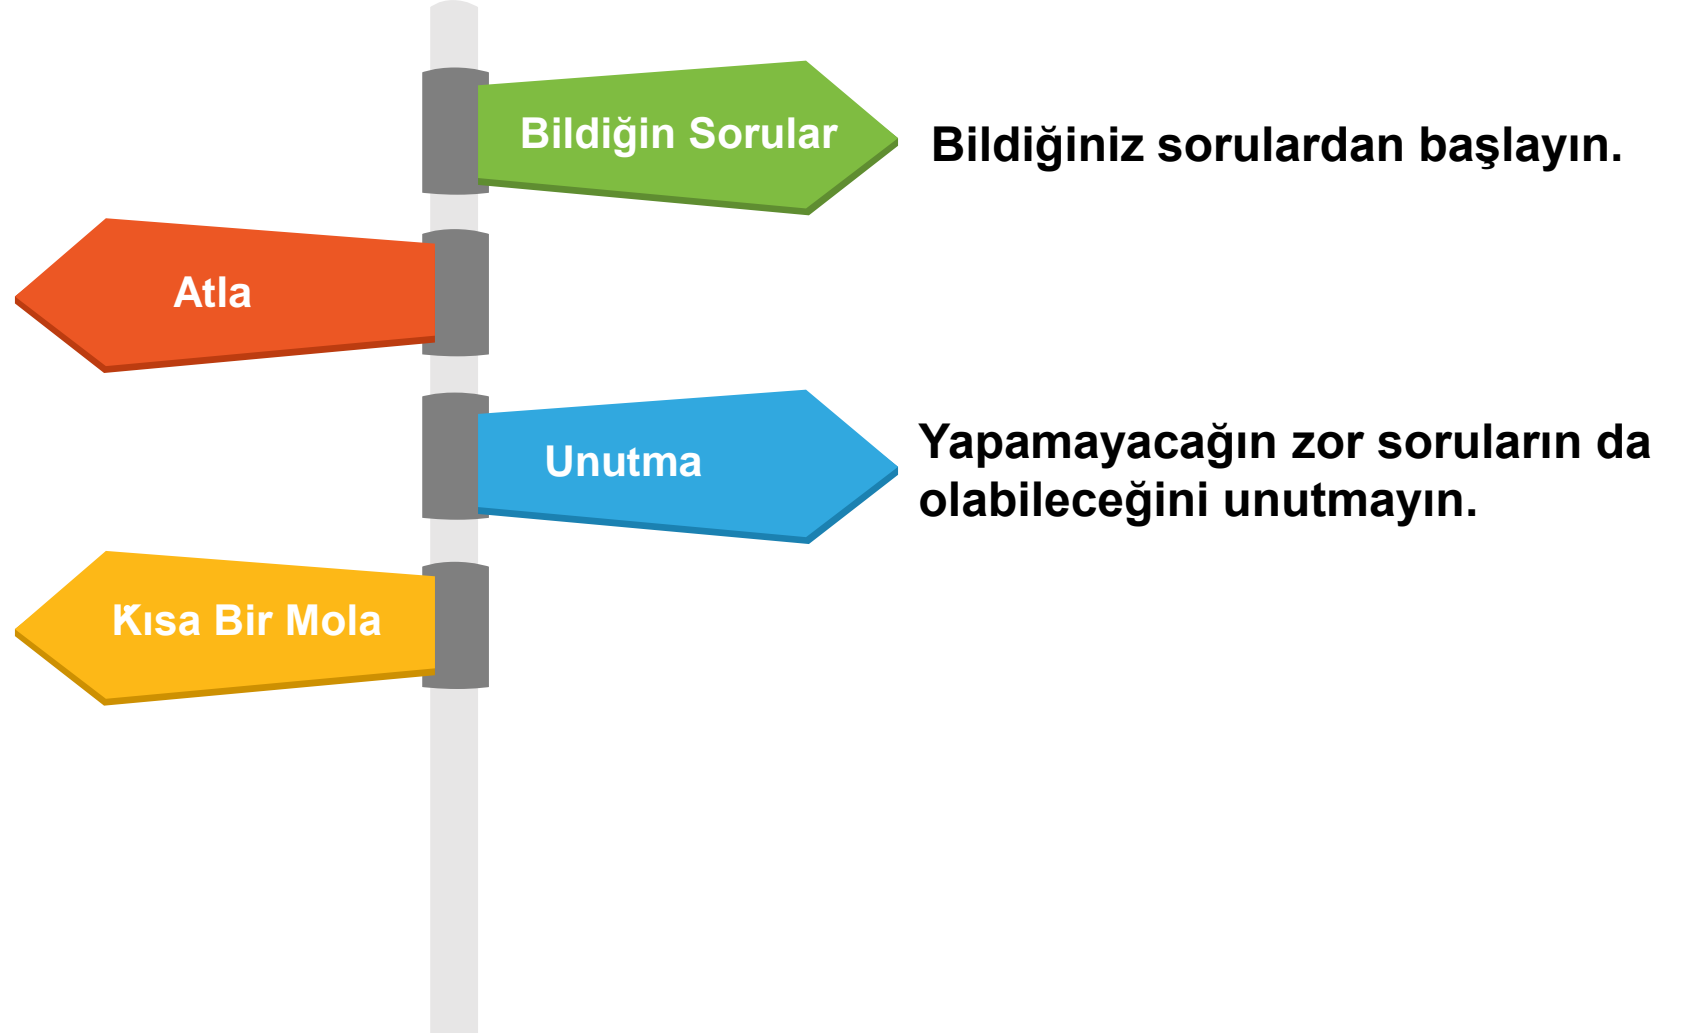 Bildiğin Sorular
Bildiğiniz sorulardan başlayın.
Atla
Unutma
Yapamayacağın zor soruların da
olabileceğini unutmayın.
Kısa Bir Mola